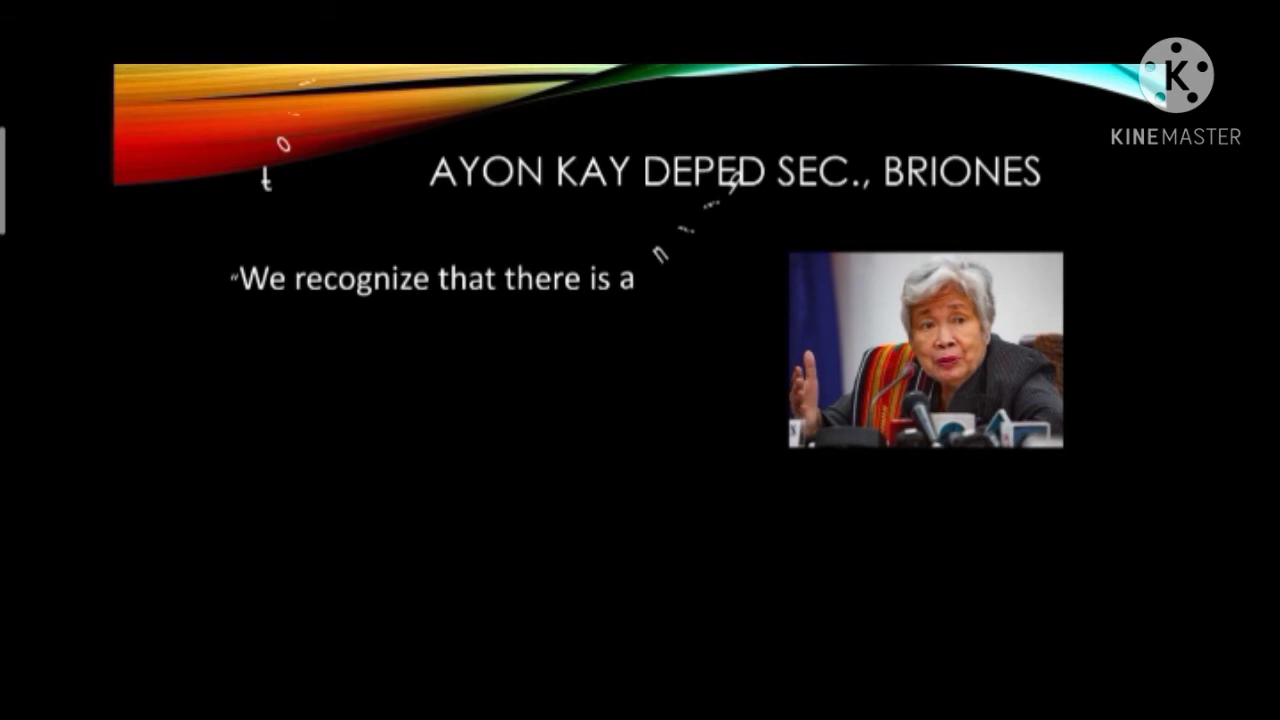 K
KINEMASTER
AYON KAY DEPED SEC., BRIONES
“We recognize that there is a